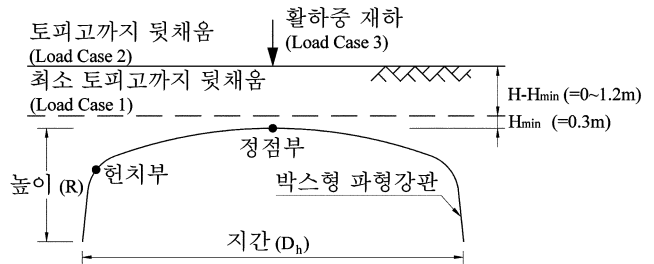 토피고까지 뒷채움
(Load Case 2)
활하중 재하
(Load Case 3)
최소 토피고까지 뒷채움
(Load Case 1)
H-Hmin (=0~1.2m)
Hmin (=0.3m)
정점부
헌치부
높이 (R)
박스형 파형강판
지간 (Dh)